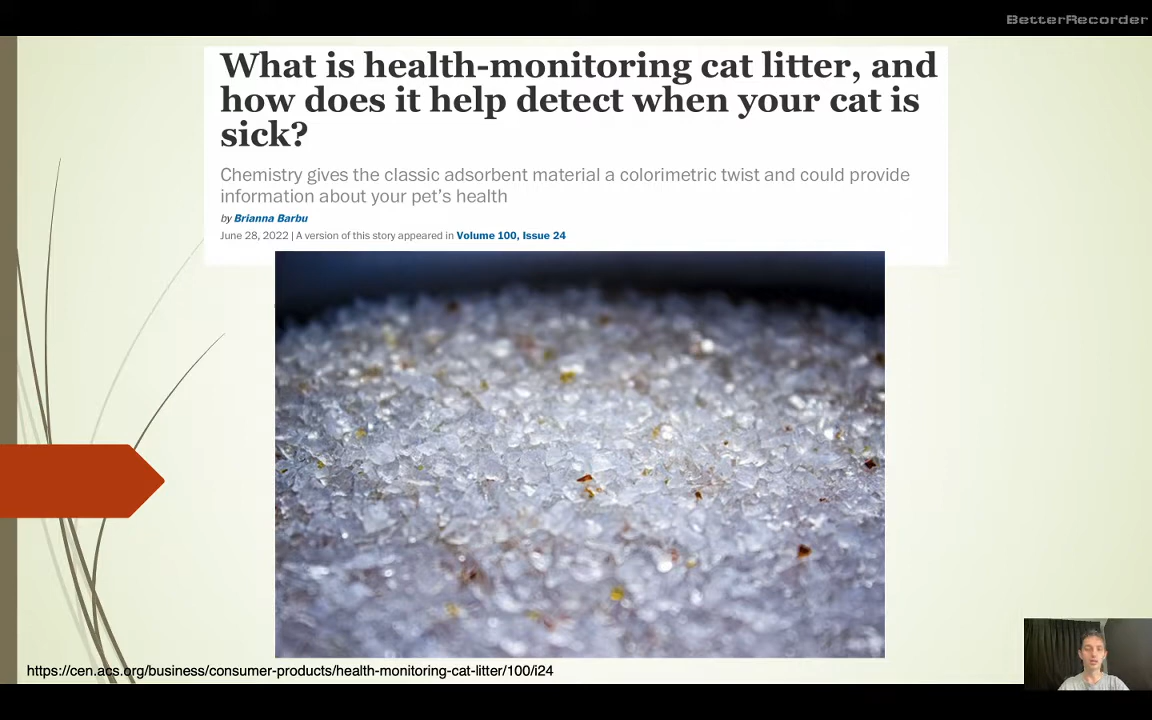 BetterRecorder
What is health-monitoring cat litter, and
how does it help detect when your cat is
sick?
Chemistry gives the classic adsorbent material a colorimetric twist and could provide
information about your pet’s health
by Brianna Barbu
June 28, 2022 | A version of this story appeared in Volume 100, Issue 24
https://cen.acs.org/business/consumer-products/health-monitoring-cat-litter/100/i24